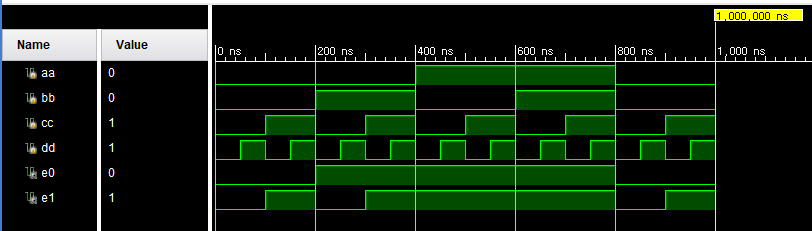 1,000,000 ns
Name Value
0 ns 200 ns 400 ns 600 ns 800 ns 1,000 ns
aa 0
bb 0
cc 1
dd 1
e0 0
e1 1